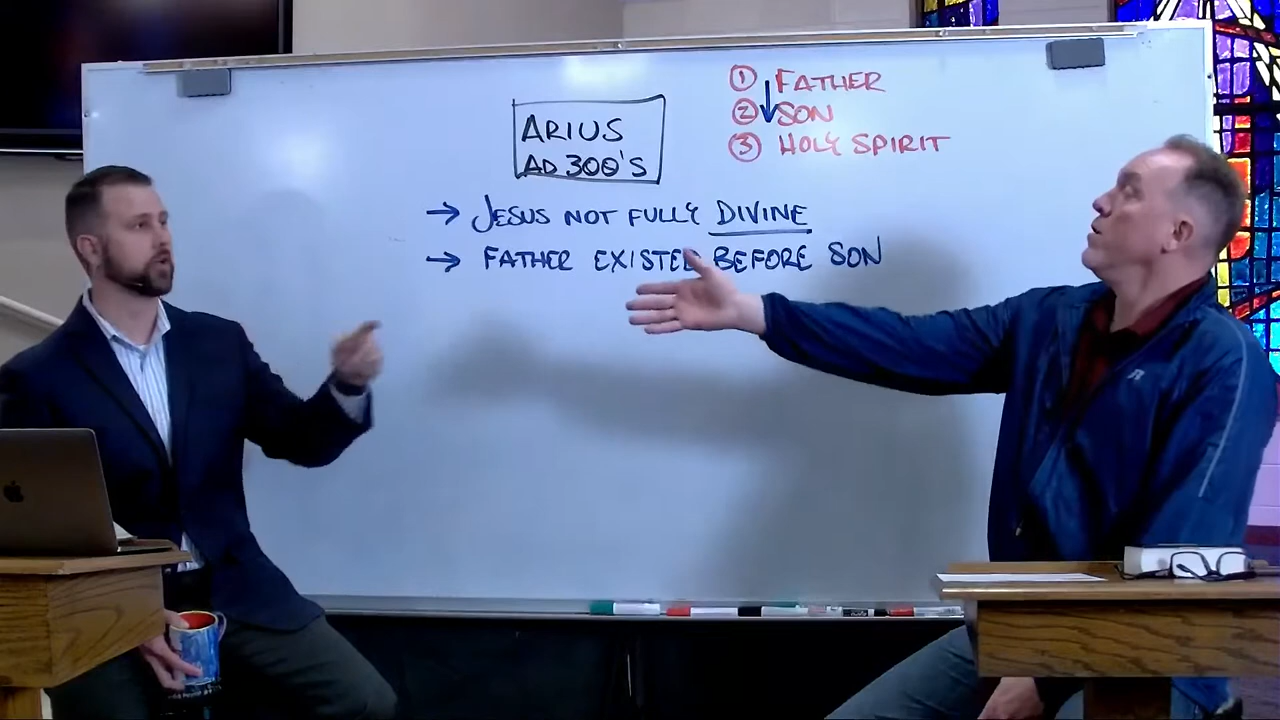 ARIUS
AD 300'S
① FATHER
② SON
③ HOLY SPIRIT
→ JESUS NOT FULLY DIVINE
→ FATHER EXISTED BEFORE SON